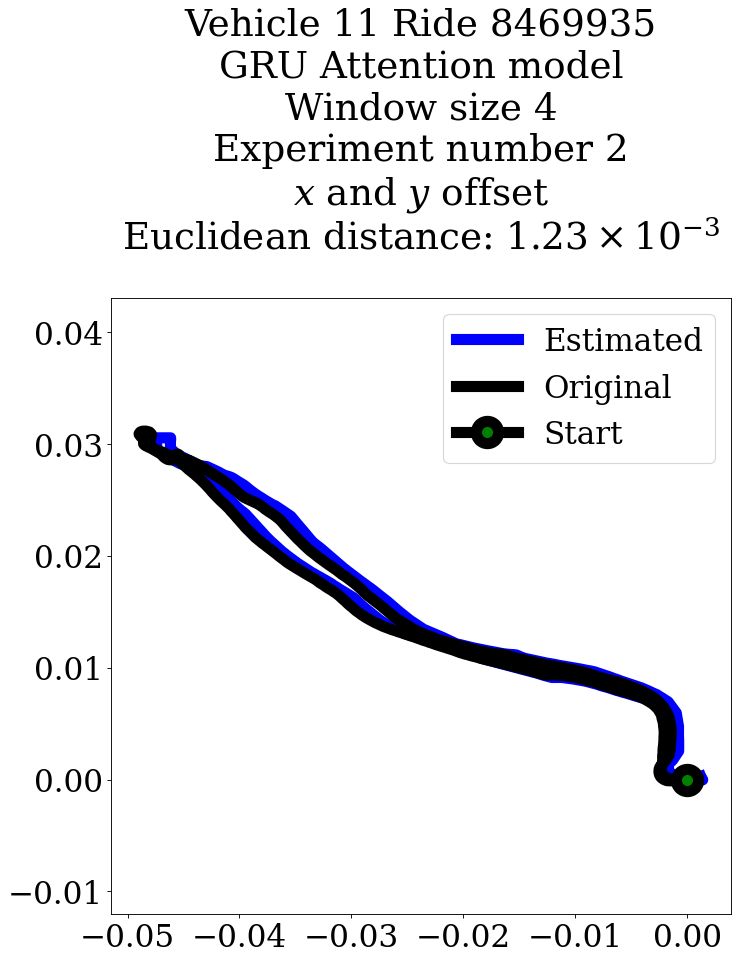 Vehicle 11 Ride 8469935
GRU Attention model
Window size 4
Experiment number 2
x and y offset
Euclidean distance: 1.23 × 10⁻³
Estimated
Original
Start
0.04
0.03
0.02
0.01
0.00
−0.01
−0.05 −0.04 −0.03 −0.02 −0.01 0.00